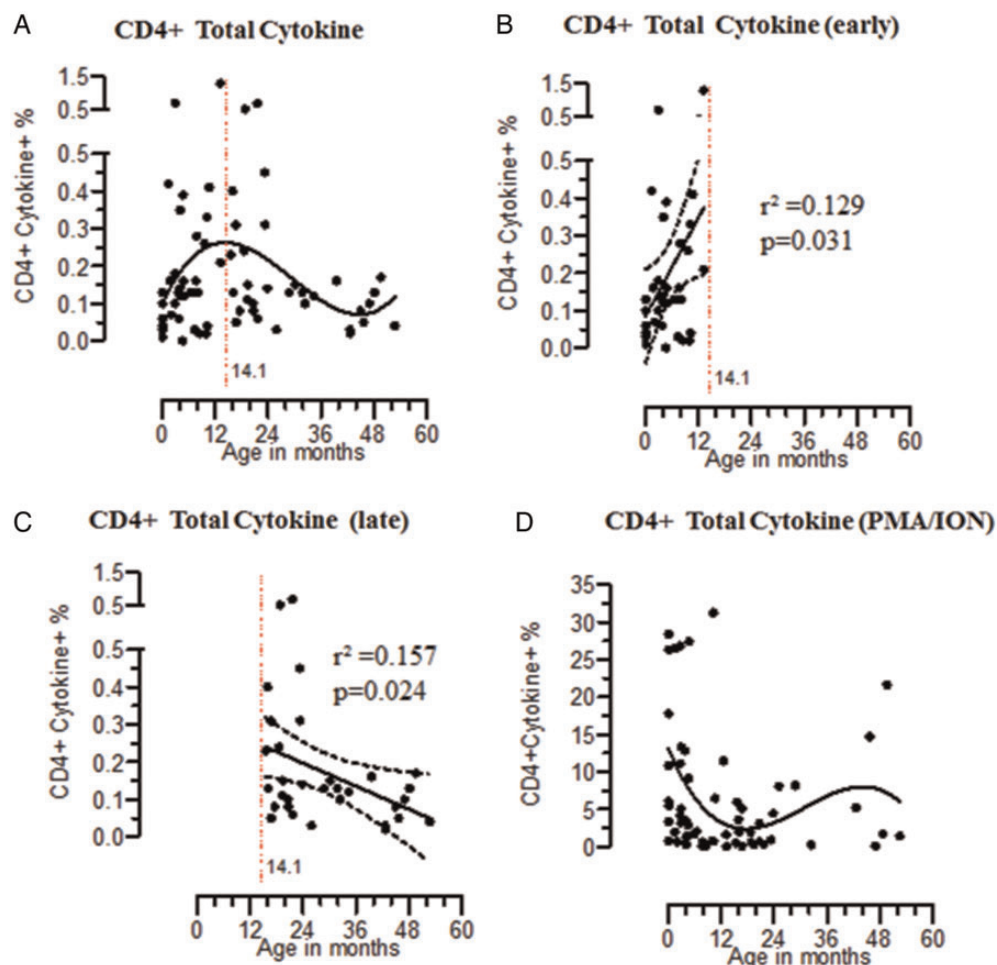 A
CD4+ Total Cytokine
CD4+ Cytokine+ %
1.5
0.5
0.5
0.4
0.3
0.2
0.1
0.0
14.1
0 12 24 36 48 60
Age in months
B
CD4+ Total Cytokine (early)
CD4+ Cytokine+ %
1.5
0.5
0.5
0.4
0.3
0.2
0.1
0.0
r² =0.129
p=0.031
14.1
0 12 24 36 48 60
Age in months
C
CD4+ Total Cytokine (late)
CD4+ Cytokine+ %
1.5
0.5
0.5
0.4
0.3
0.2
0.1
0.0
r² =0.157
p=0.024
14.1
0 12 24 36 48 60
Age in months
D
CD4+ Total Cytokine (PMA/ION)
CD4+Cytokine+ %
35
30
25
20
15
10
5
0
0 12 24 36 48 60
Age in months